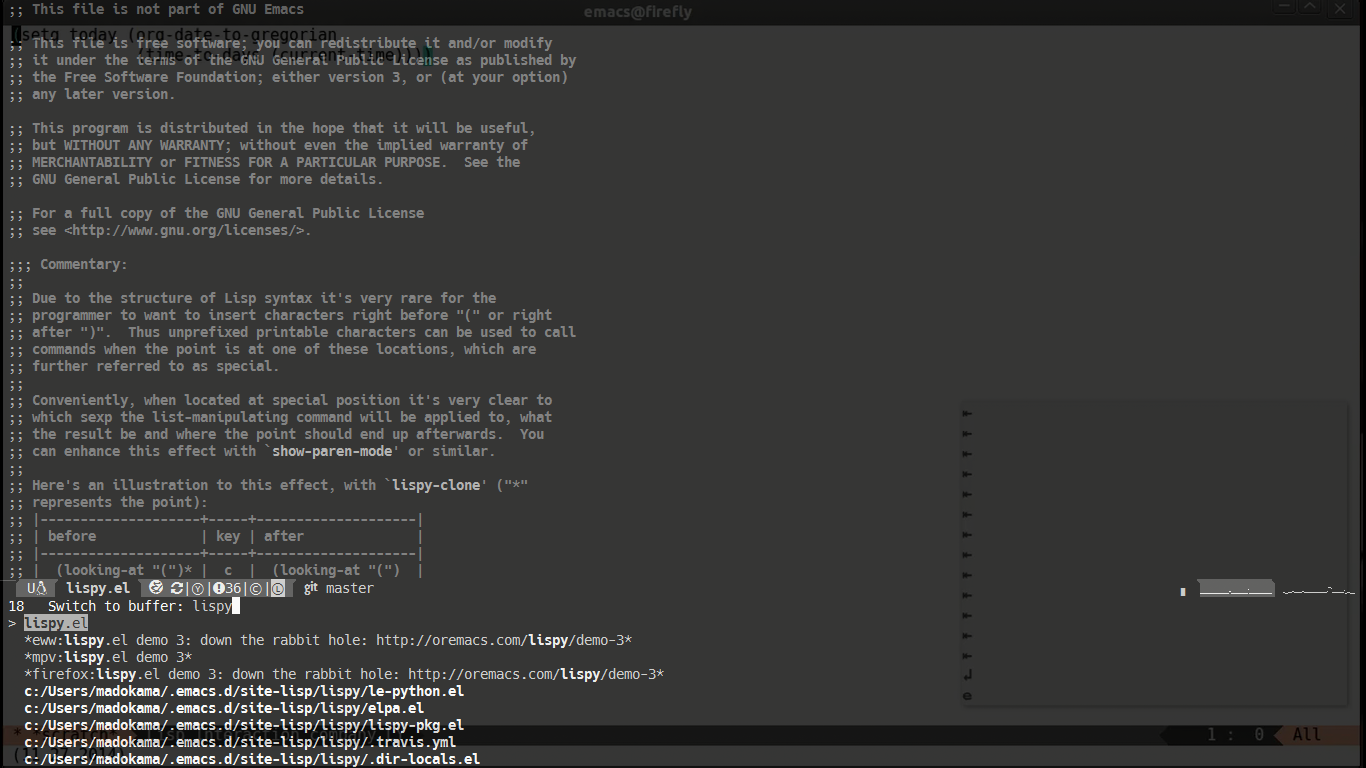 ;; This file is not part of GNU Emacs
emacs@firefly
(setq today (org-date-to-gregorian
(time-to-days (current-time))))
;; This file is free software; you can redistribute it and/or modify
;; it under the terms of the GNU General Public License as published by
;; the Free Software Foundation; either version 3, or (at your option)
;; any later version.
;; This program is distributed in the hope that it will be useful,
;; but WITHOUT ANY WARRANTY; without even the implied warranty of
;; MERCHANTABILITY or FITNESS FOR A PARTICULAR PURPOSE.  See the
;; GNU General Public License for more details.
;; For a full copy of the GNU General Public License
;; see <http://www.gnu.org/licenses/>.
;;; Commentary:
;;
;; Due to the structure of Lisp syntax it's very rare for the
;; programmer to want to insert characters right before "(" or right
;; after ")".  Thus unprefixed printable characters can be used to call
;; commands when the point is at one of these locations, which are
;; further referred to as special.
;;
;; Conveniently, when located at special position it's very clear to
;; which sexp the list-manipulating command will be applied to, what
;; the result be and where the point should end up afterwards.  You
;; can enhance this effect with `show-paren-mode' or similar.
;;
;; Here's an illustration to this effect, with `lispy-clone' ("*"
;; represents the point):
;; |--------------------+-----+--------------------|
;; | before             | key | after              |
;; |--------------------+-----+--------------------|
;; |  (looking-at "(")* |  c  |  (looking-at "(")  |
U lispy.el 36 git master
18   Switch to buffer: lispy
> lispy.el
*eww:lispy.el demo 3: down the rabbit hole: http://oremacs.com/lispy/demo-3*
*mpv:lispy.el demo 3*
*firefox:lispy.el demo 3: down the rabbit hole: http://oremacs.com/lispy/demo-3*
c:/Users/madokama/.emacs.d/site-lisp/lispy/le-python.el
c:/Users/madokama/.emacs.d/site-lisp/lispy/elpa.el
c:/Users/madokama/.emacs.d/site-lisp/lispy/lispy-pkg.el
1 : 0 All
c:/Users/madokama/.emacs.d/site-lisp/lispy/.travis.yml
c:/Users/madokama/.emacs.d/site-lisp/lispy/.dir-locals.el